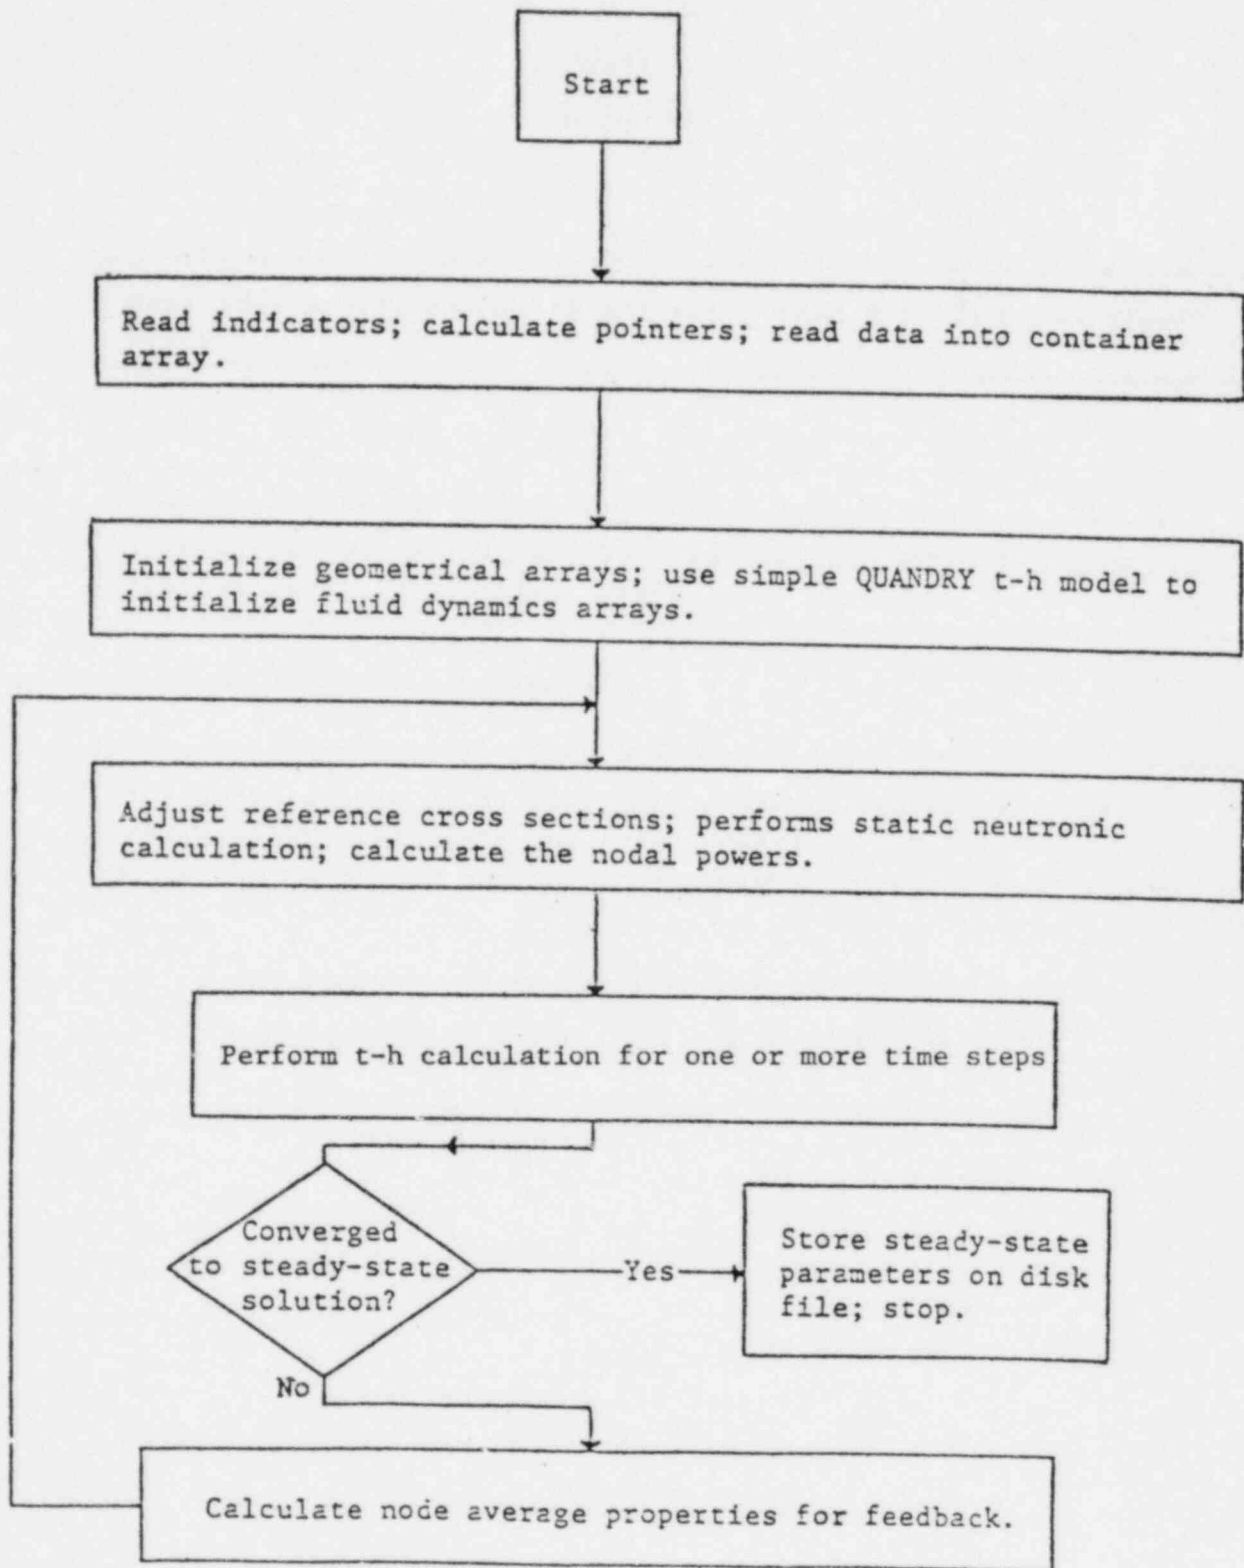 Start
Read indicators; calculate pointers; read data into container
array.
Initialize geometrical arrays; use simple QUANDRY t-h model to
initialize fluid dynamics arrays.
Adjust reference cross sections; performs static neutronic
calculation; calculate the nodal powers.
Perform t-h calculation for one or more time steps
Converged
to steady-state
solution?
Yes
Store steady-state
parameters on disk
file; stop.
No
Calculate node average properties for feedback.